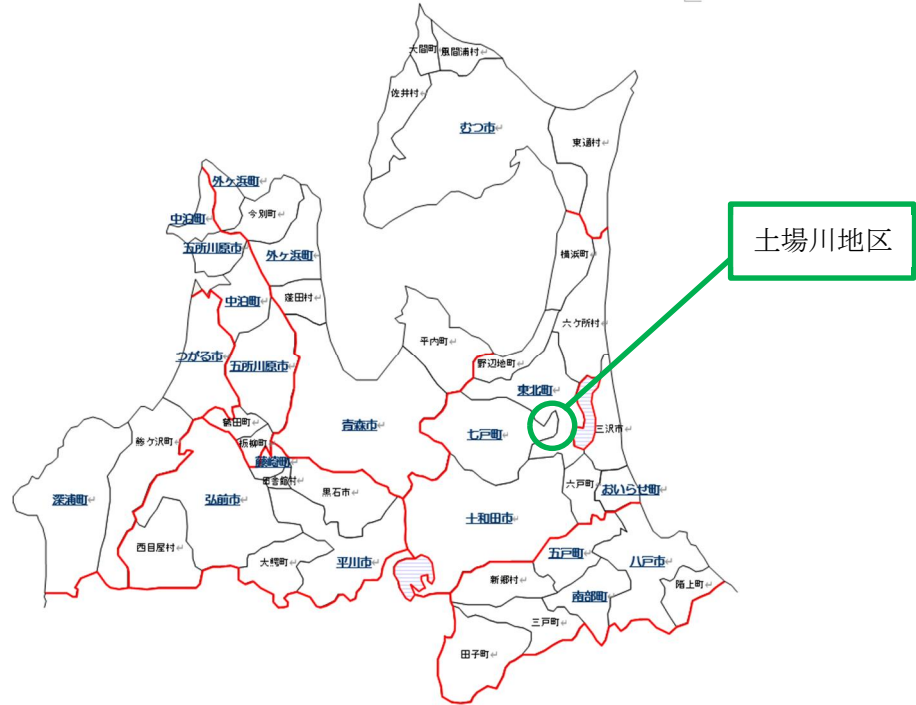 大間町
風間浦村
佐井村
むつ市
東通村
外ヶ浜町
今別町
中泊町
五所川原市
外ヶ浜町
土場川地区
横浜町
中泊町
蓬田村
六ケ所村
平内町
野辺地町
つがる市
五所川原市
東北町
鶴田町
青森市
七戸町
三沢市
鯵ケ沢町
板柳町
藤崎町
田舎館村
六戸町
おいらせ町
深浦町
弘前市
黒石市
十和田市
西目屋村
大鰐町
平川市
五戸町
八戸市
新郷村
南部町
階上町
三戸町
田子町